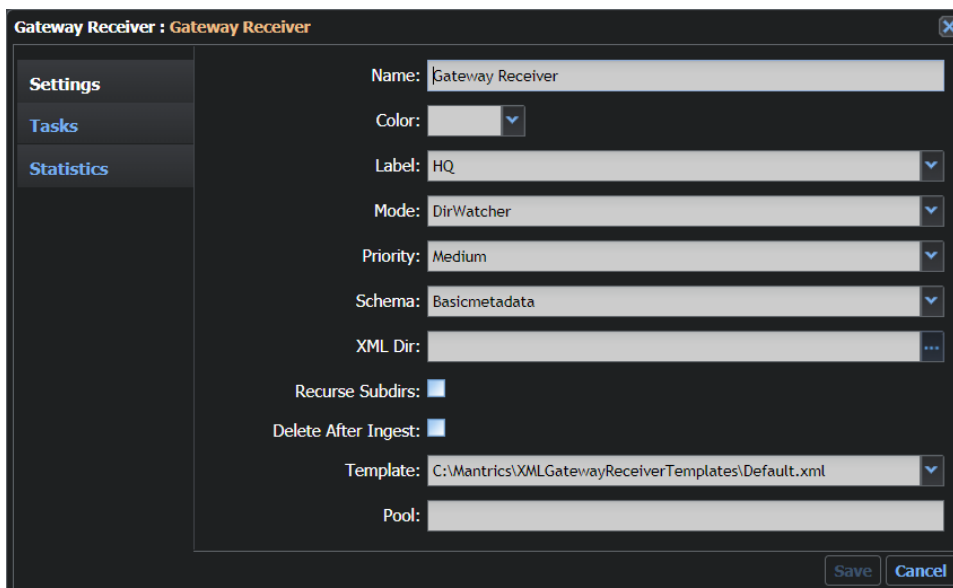 Gateway Receiver : Gateway Receiver
Settings
Tasks
Statistics
Name: Gateway Receiver
Color:
Label: HQ
Mode: DirWatcher
Priority: Medium
Schema: Basicmetadata
XML Dir: ...
Recurse Subdirs:
Delete After Ingest:
Template: C:\Mantrics\XMLGatewayReceiverTemplates\Default.xml
Pool:
Save Cancel